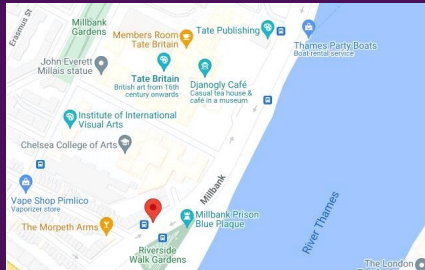 Erasmus St
Millbank
Gardens
Members Room
Tate Britain
Tate Publishing
Thames Party Boats
Boat rental service
John Everett
Millais statue
Tate Britain
British art from 16th
century onwards
Djanogly Café
Casual tea house &
café in a museum
Institute of International
Visual Arts
Chelsea College of Arts
Millbank
Vape Shop Pimlico
Vaporizer store
The Morpeth Arms
Millbank Prison
Blue Plaque
Riverside
Walk Gardens
River Thames
The London